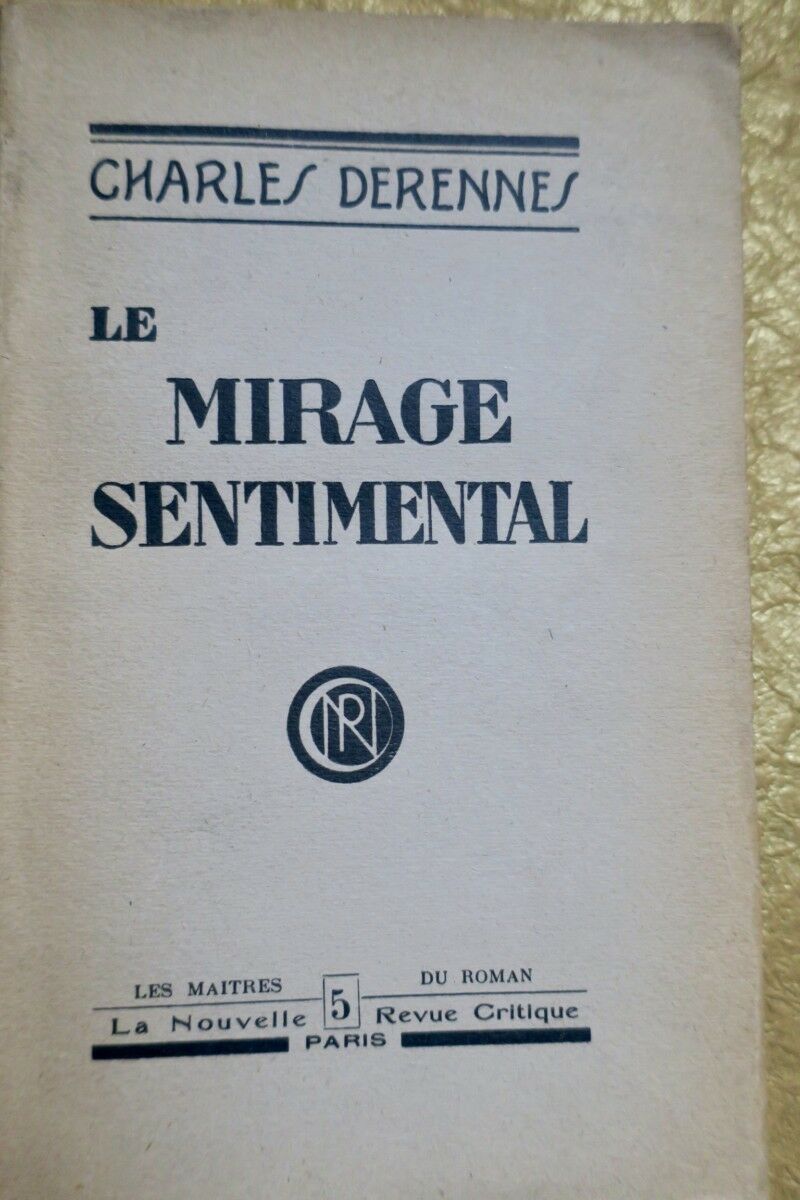 CHARLES DERENNES
LE
MIRAGE
SENTIMENTAL
NRC
LES MAITRES 5 DU ROMAN
La Nouvelle Revue Critique
PARIS